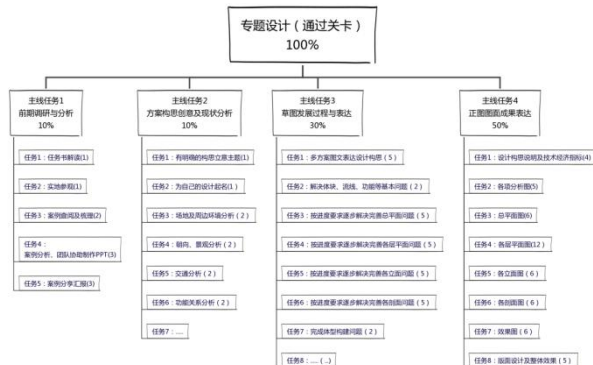 专题设计（通过关卡）
100%
主线任务1
前期调研与分析
10%
任务1：任务书解读(1)
任务2：实地参观(1)
任务3：案例查阅及梳理(2)
任务4：
案例分析、团队协助制作PPT(3)
任务5：案例分享汇报(3)
主线任务2
方案构思创意及现状分析
10%
任务1：有明确的构思立意主题(1)
任务2：为自己的设计起名(1)
任务3：场地及周边环境分析（2）
任务4：朝向、景观分析（2）
任务5：交通分析（2）
任务6：功能关系分析（2）
任务7：....
主线任务3
草图发展过程与表达
30%
任务1：多方案图文表达设计构思（5）
任务2：解决体块、流线、功能等基本问题（2）
任务3：按进度要求逐步解决完善总平面问题（5）
任务4：按进度要求逐步解决完善各层平面问题（5）
任务5：按进度要求逐步解决完善各立面问题（5）
任务6：按进度要求逐步解决完善各剖面问题（5）
任务7：完成体型构建问题（2）
任务8：....（..）
主线任务4
正图图面成果表达
50%
任务1：设计构思说明及技术经济指标(4)
任务2：各项分析图(5)
任务3：总平面图(6)
任务4：各层平面图(12）
任务5：各立面图（6）
任务6：各剖面图（6）
任务7：效果图（6）
任务8：版面设计及整体效果（5）